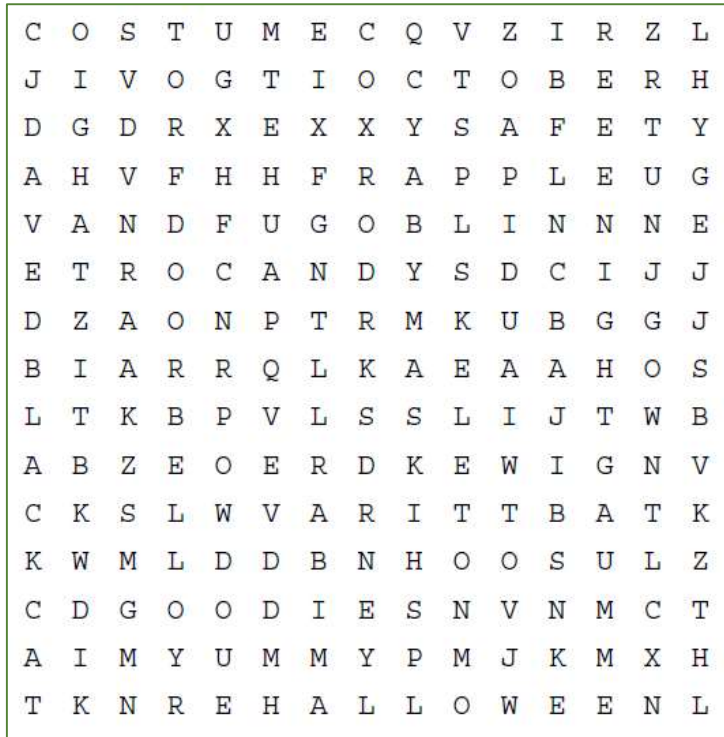 C O S T U M E C Q V Z I R Z L
J I V O G T I O C T O B E R H
D G D R X E X X Y S A F E T Y
A H V F H H F R A P P L E U G
V A N D F U G O B L I N N N E
E T R O C A N D Y S D C I J J
D Z A O N P T R M K U B G G J
B I A R R Q L K A E A A H O S
L T K B P V L S S L I J T W B
A B Z E O E R D K E W I G N V
C K S L W V A R I T T B A T K
K W M L D D B N H O O S U L Z
C D G O O D I E S N V N M C T
A I M Y U M M Y P M J K M X H
T K N R E H A L L O W E E N L